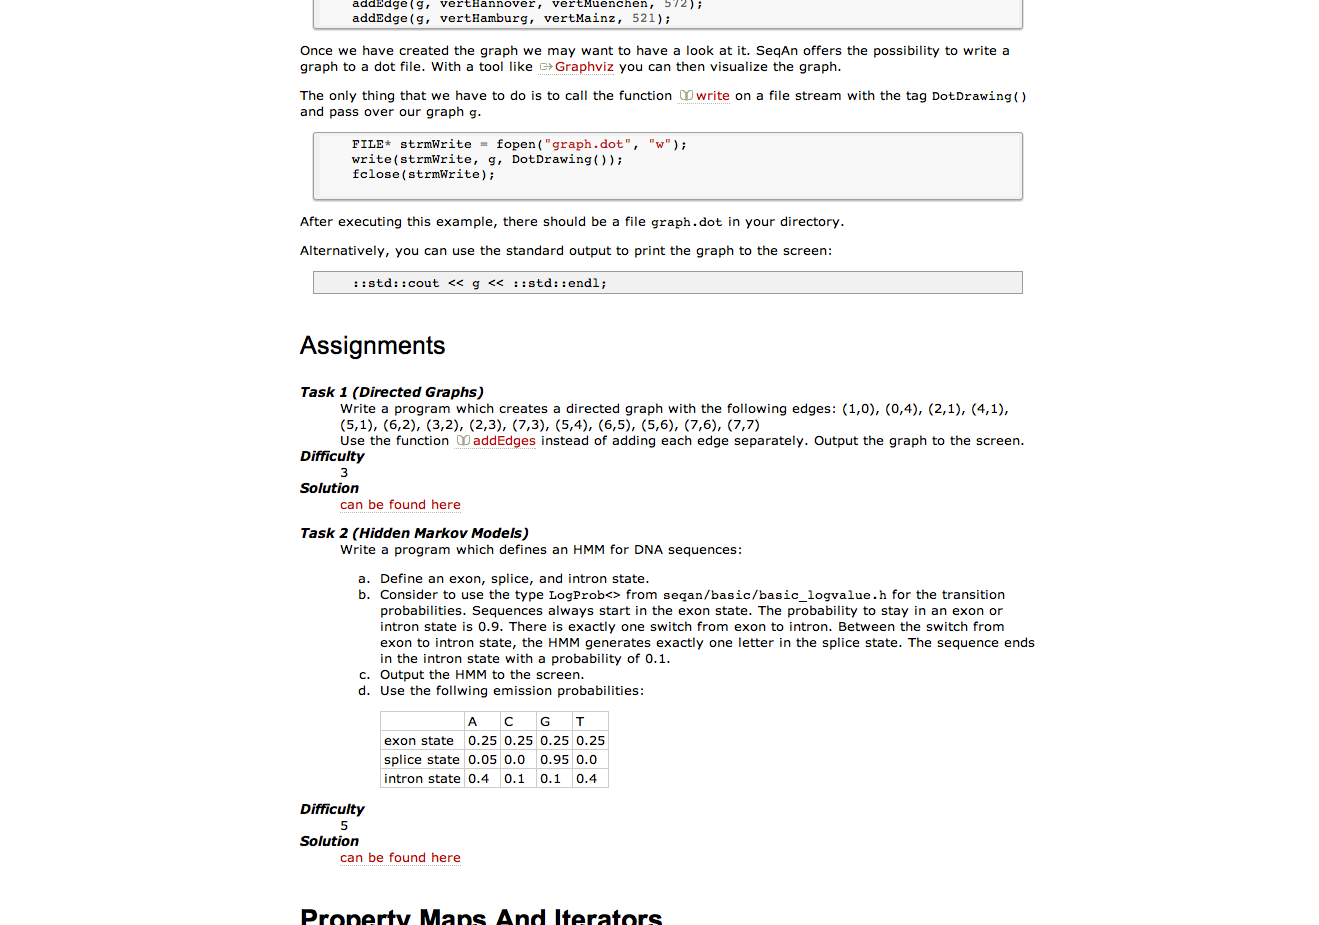 addEdge(g, vertHannover, vertMuenchen, 572);
addEdge(g, vertHamburg, vertMainz, 521);
Once we have created the graph we may want to have a look at it. SeqAn offers the possibility to write a
graph to a dot file. With a tool like Graphviz you can then visualize the graph.
The only thing that we have to do is to call the function write on a file stream with the tag DotDrawing()
and pass over our graph g.
FILE* strmWrite = fopen("graph.dot", "w");
write(strmWrite, g, DotDrawing());
fclose(strmWrite);
After executing this example, there should be a file graph.dot in your directory.
Alternatively, you can use the standard output to print the graph to the screen:
::std::cout << g << ::std::endl;
Assignments
Task 1 (Directed Graphs)
Write a program which creates a directed graph with the following edges: (1,0), (0,4), (2,1), (4,1),
(5,1), (6,2), (3,2), (2,3), (7,3), (5,4), (6,5), (5,6), (7,6), (7,7)
Use the function addEdges instead of adding each edge separately. Output the graph to the screen.
Difficulty
3
Solution
can be found here
Task 2 (Hidden Markov Models)
Write a program which defines an HMM for DNA sequences:
a. Define an exon, splice, and intron state.
b. Consider to use the type LogProb<> from seqan/basic/basic_logvalue.h for the transition
probabilities. Sequences always start in the exon state. The probability to stay in an exon or
intron state is 0.9. There is exactly one switch from exon to intron. Between the switch from
exon to intron state, the HMM generates exactly one letter in the splice state. The sequence ends
in the intron state with a probability of 0.1.
c. Output the HMM to the screen.
d. Use the follwing emission probabilities:
A C G T
exon state 0.25 0.25 0.25 0.25
splice state 0.05 0.0 0.95 0.0
intron state 0.4 0.1 0.1 0.4
Difficulty
5
Solution
can be found here
Property Maps And Iterators